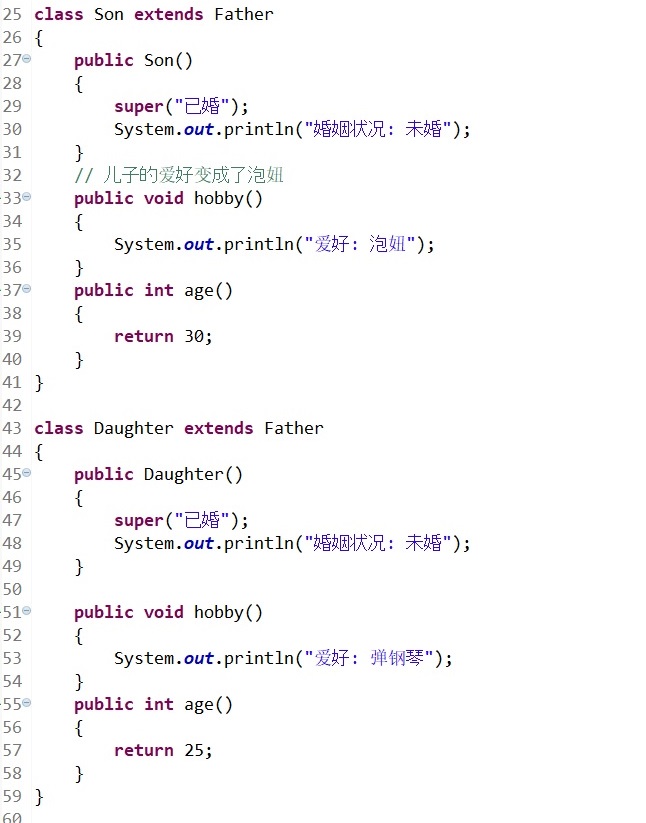 25 class Son extends Father
26 {
27 public Son()
28 {
29 super("已婚");
30 System.out.println("婚姻状况: 未婚");
31 }
32 // 儿子的爱好变成了泡妞
33 public void hobby()
34 {
35 System.out.println("爱好: 泡妞");
36 }
37 public int age()
38 {
39 return 30;
40 }
41 }
42
43 class Daughter extends Father
44 {
45 public Daughter()
46 {
47 super("已婚");
48 System.out.println("婚姻状况: 未婚");
49 }
50
51 public void hobby()
52 {
53 System.out.println("爱好: 弹钢琴");
54 }
55 public int age()
56 {
57 return 25;
58 }
59 }
60